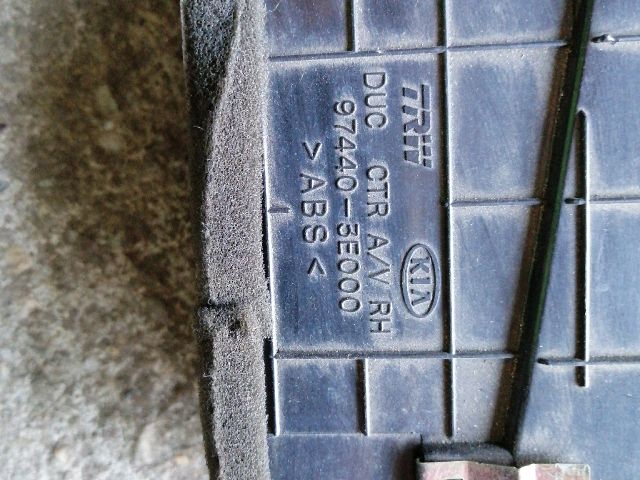 TRW
DUC CTR A/V RH
97440-3E000
>ABS<
KIA